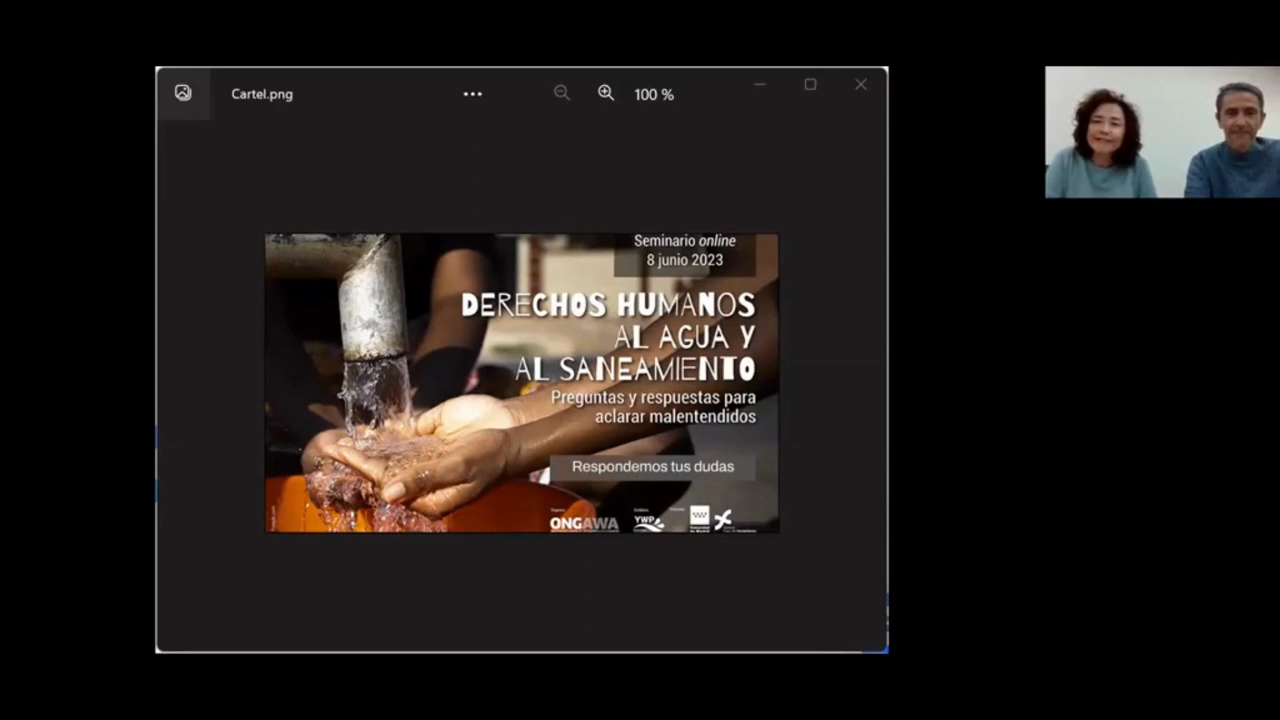 Cartel.png
100 %
Seminario online
8 junio 2023
DERECHOS HUMANOS
AL AGUA Y
AL SANEAMIENTO
Preguntas y respuestas para
aclarar malentendidos
Respondemos tus dudas
ONGAWA
YWP